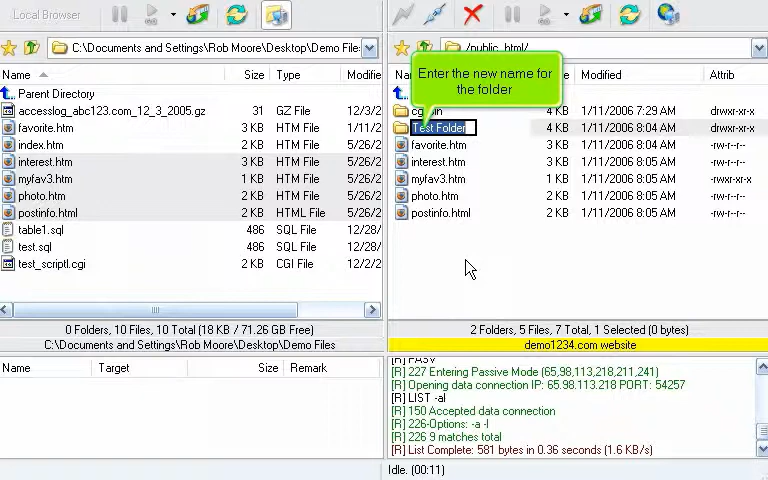 Local Browser
C:\Documents and Settings\Rob Moore\Desktop\Demo File:
/public_html/
Enter the new name for
the folder
Name Size Type Modifie
Parent Directory
accesslog_abc123.com_12_3_2005.gz 31 GZ File 12/3/2
favorite.htm 3 KB HTM File 1/11/2
index.htm 2 KB HTM File 5/26/2
interest.htm 3 KB HTM File 5/26/2
myfav3.htm 1 KB HTM File 5/26/2
photo.htm 2 KB HTM File 5/26/2
postinfo.html 2 KB HTML File 5/26/2
table1.sql 486 SQL File 12/28/
test.sql 486 SQL File 12/28/
test_script1.cgi 2 KB CGI File 12/2/2
0 Folders, 10 Files, 10 Total (18 KB / 71.26 GB Free)
C:\Documents and Settings\Rob Moore\Desktop\Demo Files
Modified Attrib
4 KB 1/11/2006 7:29 AM drwxr-xr-x
Test Folder 4 KB 1/11/2006 8:04 AM drwxr-xr-x
favorite.htm 3 KB 1/11/2006 8:04 AM -rw-r--r--
interest.htm 3 KB 1/11/2006 8:05 AM -rw-r--r--
myfav3.htm 1 KB 1/11/2006 8:05 AM -rwxr-xr-x
photo.htm 2 KB 1/11/2006 8:05 AM -rw-r--r--
postinfo.html 2 KB 1/11/2006 8:05 AM -rw-r--r--
2 Folders, 5 Files, 7 Total, 1 Selected (0 bytes)
demo1234.com website
Name Target Size Remark
[R] PASV
[R] 227 Entering Passive Mode (65,98,113,218,211,241)
[R] Opening data connection IP: 65.98.113.218 PORT: 54257
[R] LIST -al
[R] 150 Accepted data connection
[R] 226-Options: -a -l
[R] 226 9 matches total
[R] List Complete: 581 bytes in 0.36 seconds (1.6 KB/s)
Idle. (00:11)